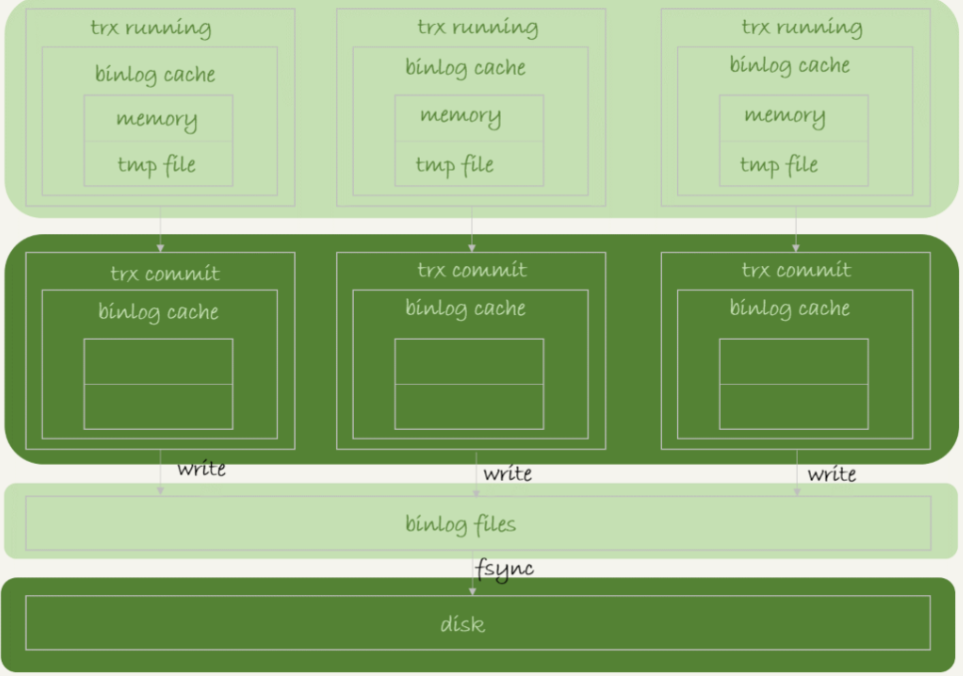 trx running
trx running
trx running
binlog cache
binlog cache
binlog cache
memory
memory
memory
tmp file
tmp file
tmp file
trx commit
trx commit
trx commit
binlog cache
binlog cache
binlog cache
write
write
write
binlog files
fsync
disk